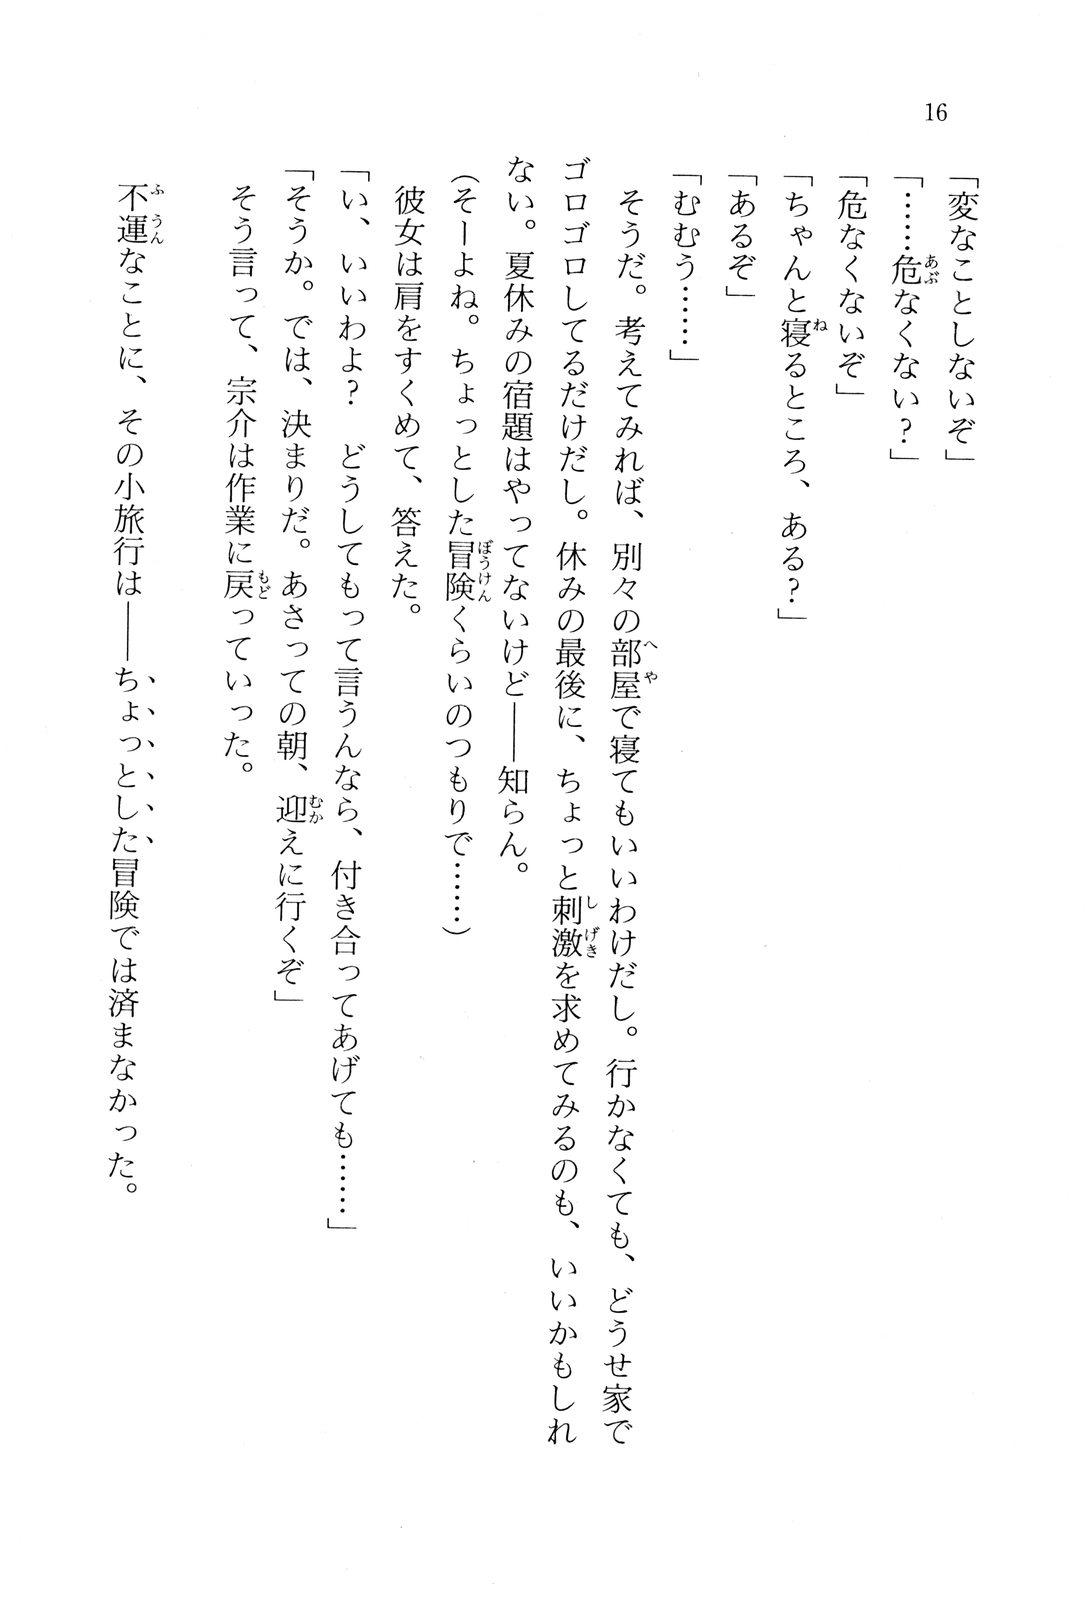 16
「変なことしないぞ」
「……危なくない？」
「危なくないぞ」
「ちゃんと寝るところ、ある？」
「あるぞ」
「むむう……」
　そうだ。考えてみれば、別々の部屋で寝てもいいわけだし。行かなくても、どうせ家で
ゴロゴロしてるだけだし。休みの最後に、ちょっと刺激を求めてみるのも、いいかもしれ
ない。夏休みの宿題はやってないけど――知らん。
（そーよね。ちょっとした冒険くらいのつもりで……）
　彼女は肩をすくめて、答えた。
「い、いいわよ？　どうしてもって言うんなら、付き合ってあげても……」
「そうか。では、決まりだ。あさっての朝、迎えに行くぞ」
　そう言って、宗介は作業に戻っていった。
　不運なことに、その小旅行は――ちょっとした冒険では済まなかった。